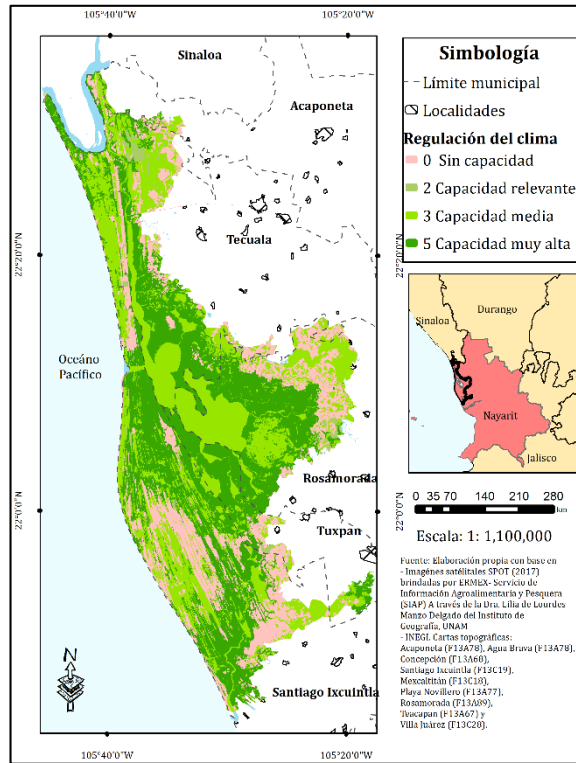 105°40'0"W 105°20'0"W
Sinaloa
Acaponeta
Tecuala
22°20'0"N 22°20'0"N
Oceáno
Pacífico
Rosamorada
22°0'0"N 22°0'0"N
Tuxpan
N
Santiago Ixcuintla
105°40'0"W 105°20'0"W
Simbología
Límite municipal
Localidades
Regulación del clima
0 Sin capacidad
2 Capacidad relevante
3 Capacidad media
5 Capacidad muy alta
Durango
Sinaloa
Nayarit
Jalisco
0 35 70 140 210 280
km
Escala: 1: 1,100,000
Fuente: Elaboración propia con base en
- Imágenes satélitales SPOT (2017)
brindadas por ERMEX- Servicio de
Información Agroalimentaria y Pesquera
(SIAP) A través de la Dra. Lilia de Lourdes
Manzo Delgado del Instituto de
Geografía, UNAM
- INEGI. Cartas topográficas:
Acaponeta (F13A78), Agua Brava (F13A78),
Concepción (F13A68),
Santiago Ixcuintla (F13C19),
Mexcaltitán (F13C18),
Playa Novillero (F13A77),
Rosamorada (F13A89),
Teacapan (F13A67) y
Villa Juárez (F13C28).